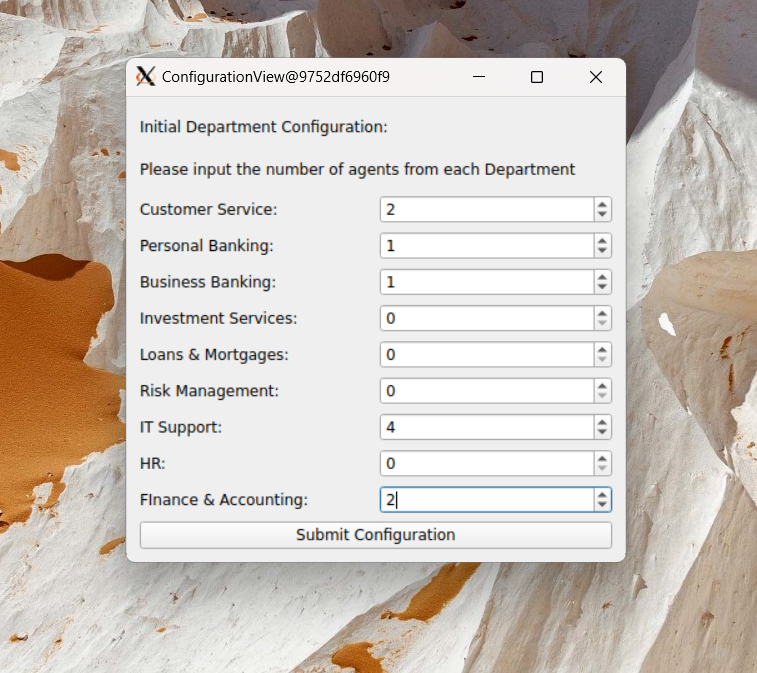 ConfigurationView@9752df6960f9
Initial Department Configuration:
Please input the number of agents from each Department
Customer Service: 2
Personal Banking: 1
Business Banking: 1
Investment Services: 0
Loans & Mortgages: 0
Risk Management: 0
IT Support: 4
HR: 0
FInance & Accounting: 2
Submit Configuration